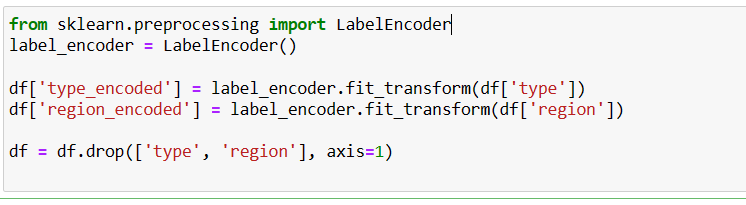 from sklearn.preprocessing import LabelEncoder
label_encoder = LabelEncoder()
df['type_encoded'] = label_encoder.fit_transform(df['type'])
df['region_encoded'] = label_encoder.fit_transform(df['region'])
df = df.drop(['type', 'region'], axis=1)